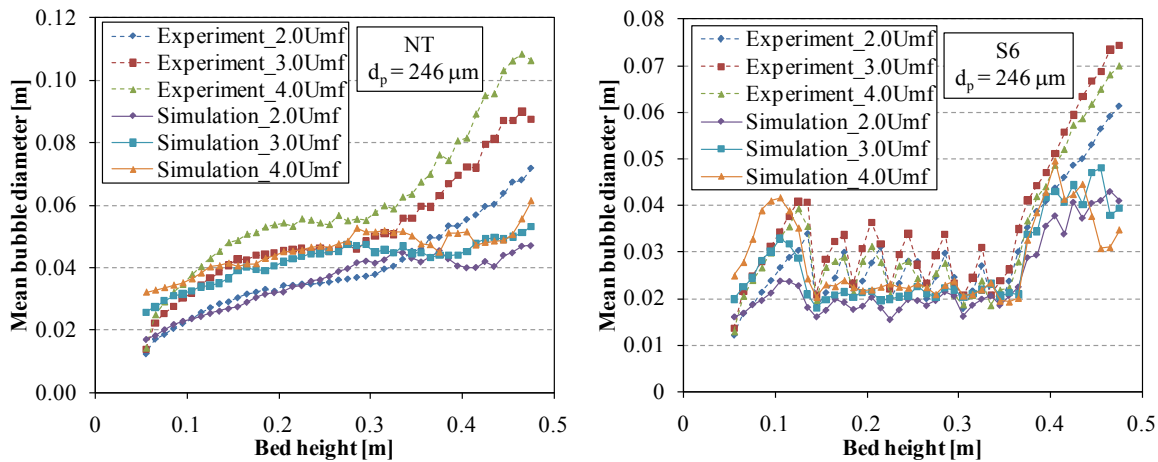 Mean bubble diameter [m]
0.12
0.10
0.08
0.06
0.04
0.02
0.00
Experiment_2.0Umf
Experiment_3.0Umf
Experiment_4.0Umf
Simulation_2.0Umf
Simulation_3.0Umf
Simulation_4.0Umf
NT
dp = 246 μm
0 0.1 0.2 0.3 0.4 0.5
Bed height [m]
Mean bubble diameter [m]
0.08
0.07
0.06
0.05
0.04
0.03
0.02
0.01
0
Experiment_2.0Umf
Experiment_3.0Umf
Experiment_4.0Umf
Simulation_2.0Umf
Simulation_3.0Umf
Simulation_4.0Umf
S6
dp = 246 μm
0 0.1 0.2 0.3 0.4 0.5
Bed height [m]